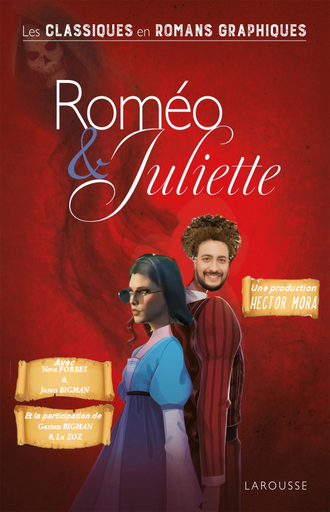 Les CLASSIQUES en ROMANS GRAPHIQUES
Roméo
& Juliette
Une production
HECTOR MORA
Avec
Neva FORBES
&
Jason BIGMAN
Et la participation de
Gaston BIGMAN
& La ZOZ
LAROUSSE